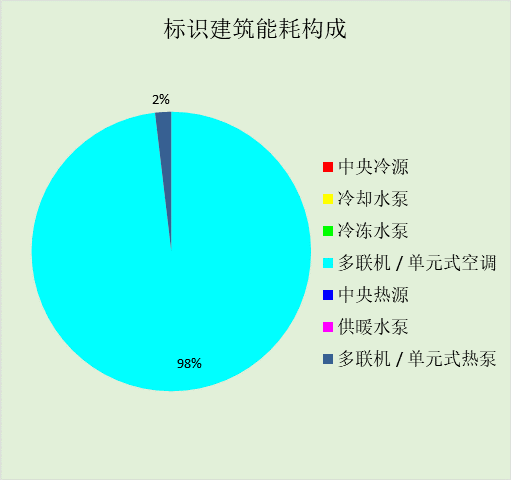 标识建筑能耗构成
2%
98%
中央冷源
冷却水泵
冷冻水泵
多联机 / 单元式空调
中央热源
供暖水泵
多联机 / 单元式热泵